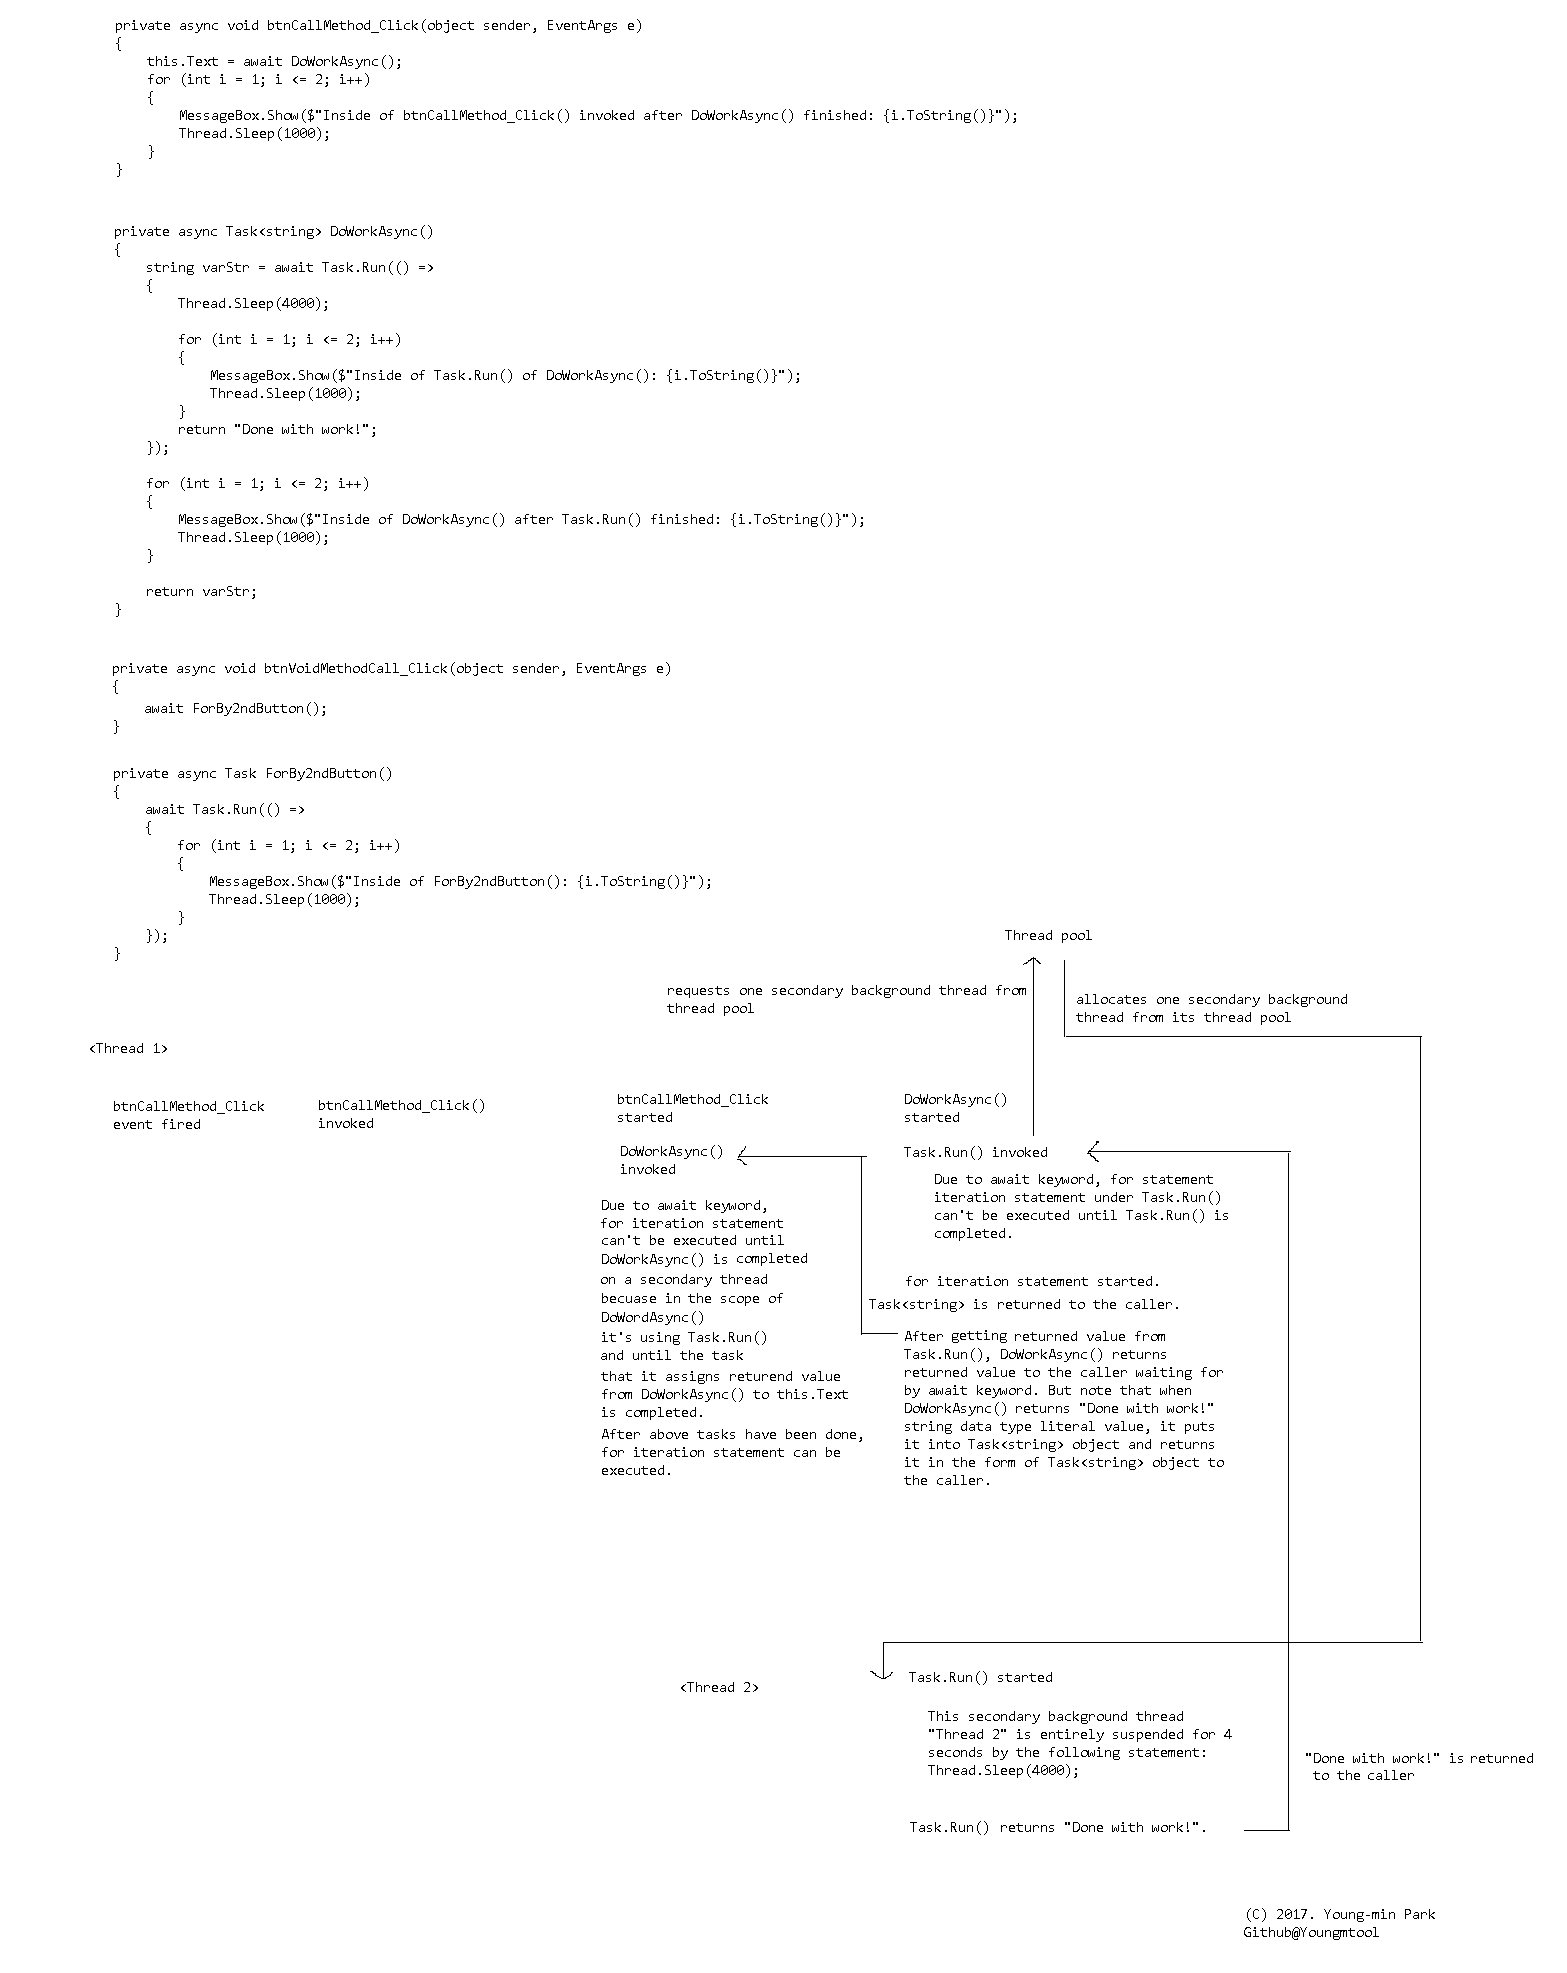 private async void btnCallMethod_Click(object sender, EventArgs e)
{
    this.Text = await DoWorkAsync();
    for (int i = 1; i <= 2; i++)
    {
        MessageBox.Show($"Inside of btnCallMethod_Click() invoked after DoWorkAsync() finished: {i.ToString()}");
        Thread.Sleep(1000);
    }
}
private async Task<string> DoWorkAsync()
{
    string varStr = await Task.Run(() =>
    {
        Thread.Sleep(4000);
        for (int i = 1; i <= 2; i++)
        {
            MessageBox.Show($"Inside of Task.Run() of DoWorkAsync(): {i.ToString()}");
            Thread.Sleep(1000);
        }
        return "Done with work!";
    });
    for (int i = 1; i <= 2; i++)
    {
        MessageBox.Show($"Inside of DoWorkAsync() after Task.Run() finished: {i.ToString()}");
        Thread.Sleep(1000);
    }
    return varStr;
}
private async void btnVoidMethodCall_Click(object sender, EventArgs e)
{
    await ForBy2ndButton();
}
private async Task ForBy2ndButton()
{
    await Task.Run(() =>
    {
        for (int i = 1; i <= 2; i++)
        {
            MessageBox.Show($"Inside of ForBy2ndButton(): {i.ToString()}");
            Thread.Sleep(1000);
        }
    });
}
Thread pool
requests one secondary background thread from
thread pool
allocates one secondary background
thread from its thread pool
<Thread 1>
btnCallMethod_Click
event fired
btnCallMethod_Click()
invoked
btnCallMethod_Click
started
DoWorkAsync()
invoked
Due to await keyword,
for iteration statement
can't be executed until
DoWorkAsync() is completed
on a secondary thread
becuase in the scope of
DoWordAsync()
it's using Task.Run()
and until the task
that it assigns returend value
from DoWorkAsync() to this.Text
is completed.
After above tasks have been done,
for iteration statement can be
executed.
DoWorkAsync()
started
Task.Run() invoked
Due to await keyword, for statement
iteration statement under Task.Run()
can't be executed until Task.Run() is
completed.
for iteration statement started.
Task<string> is returned to the caller.
After getting returned value from
Task.Run(), DoWorkAsync() returns
returned value to the caller waiting for
by await keyword. But note that when
DoWorkAsync() returns "Done with work!"
string data type literal value, it puts
it into Task<string> object and returns
it in the form of Task<string> object to
the caller.
<Thread 2>
Task.Run() started
This secondary background thread
"Thread 2" is entirely suspended for 4
seconds by the following statement:
Thread.Sleep(4000);
"Done with work!" is returned
to the caller
Task.Run() returns "Done with work!".
(C) 2017. Young-min Park
Github@Youngmtool